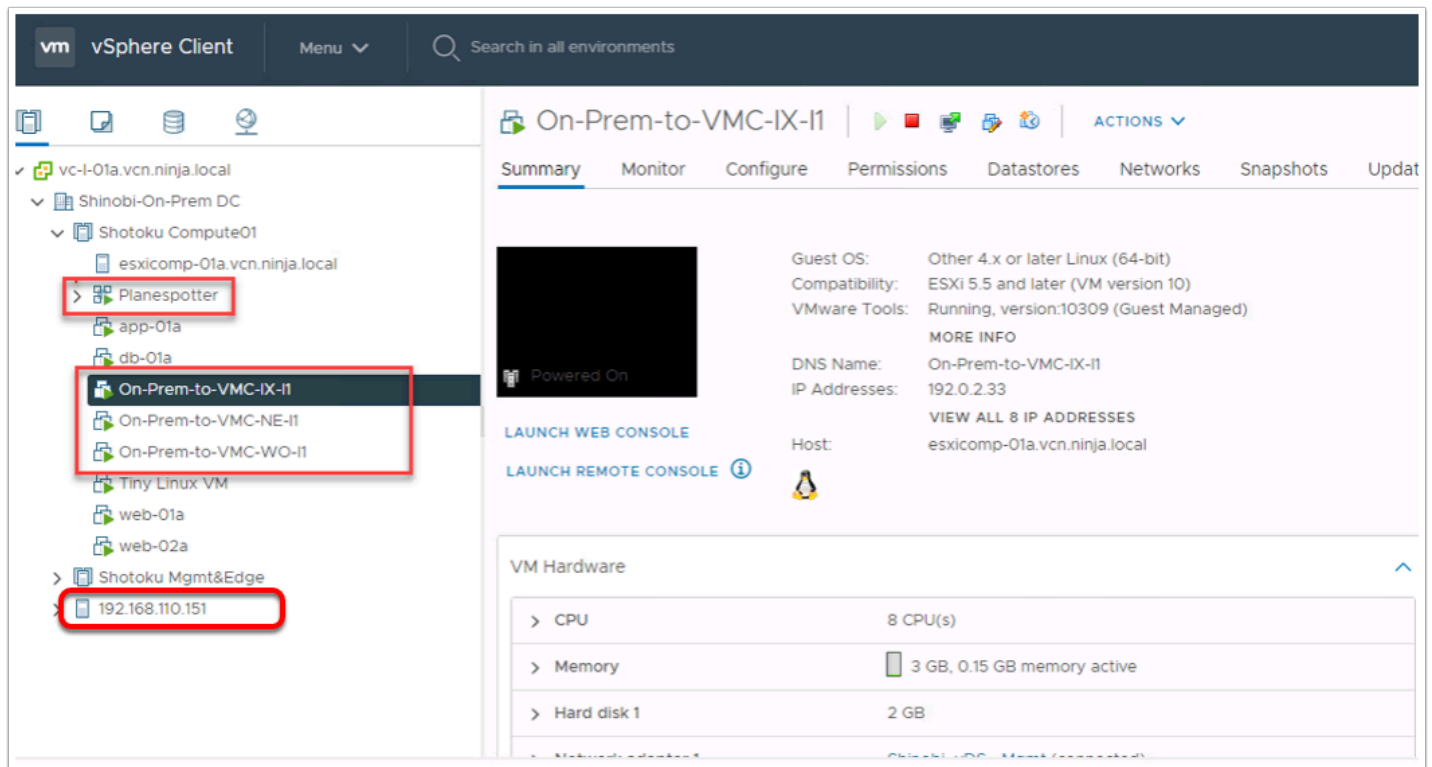 vm vSphere Client Menu Search in all environments
vc-l-01a.vcn.ninja.local
Shinobi-On-Prem DC
Shotoku Compute01
esxicomp-01a.vcn.ninja.local
Planespotter
app-01a
db-01a
On-Prem-to-VMC-IX-I1
On-Prem-to-VMC-NE-I1
On-Prem-to-VMC-WO-I1
Tiny Linux VM
web-01a
web-02a
Shotoku Mgmt&Edge
192.168.110.151
On-Prem-to-VMC-IX-I1 ACTIONS
Summary Monitor Configure Permissions Datastores Networks Snapshots Updat
Powered On
LAUNCH WEB CONSOLE
LAUNCH REMOTE CONSOLE
Guest OS: Other 4.x or later Linux (64-bit)
Compatibility: ESXi 5.5 and later (VM version 10)
VMware Tools: Running, version:10309 (Guest Managed)
MORE INFO
DNS Name: On-Prem-to-VMC-IX-I1
IP Addresses: 192.0.2.33
VIEW ALL 8 IP ADDRESSES
Host: esxicomp-01a.vcn.ninja.local
VM Hardware
CPU 8 CPU(s)
Memory 3 GB, 0.15 GB memory active
Hard disk 1 2 GB